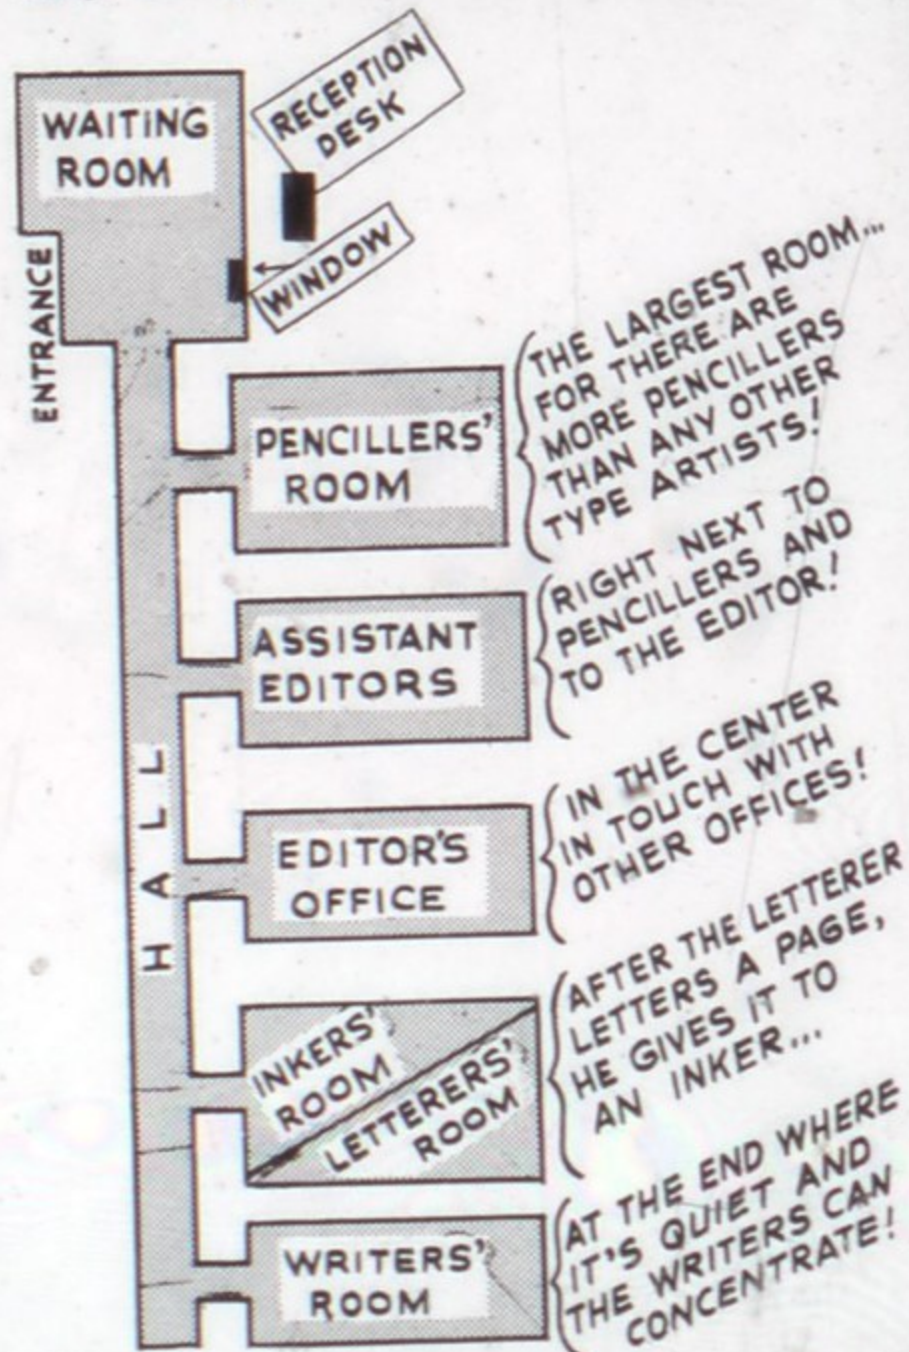 WAITING
ROOM
RECEPTION
DESK
WINDOW
ENTRANCE
PENCILLERS'
ROOM
THE LARGEST ROOM...
FOR THERE ARE
MORE PENCILLERS
THAN ANY OTHER
TYPE ARTISTS!
ASSISTANT
EDITORS
RIGHT NEXT TO
PENCILLERS AND
TO THE EDITOR!
HALL
EDITOR'S
OFFICE
IN THE CENTER
IN TOUCH WITH
OTHER OFFICES!
INKERS'
ROOM
LETTERERS'
ROOM
AFTER THE LETTERER
LETTERS A PAGE,
HE GIVES IT TO
AN INKER...
WRITERS'
ROOM
AT THE END WHERE
IT'S QUIET AND
THE WRITERS CAN
CONCENTRATE!